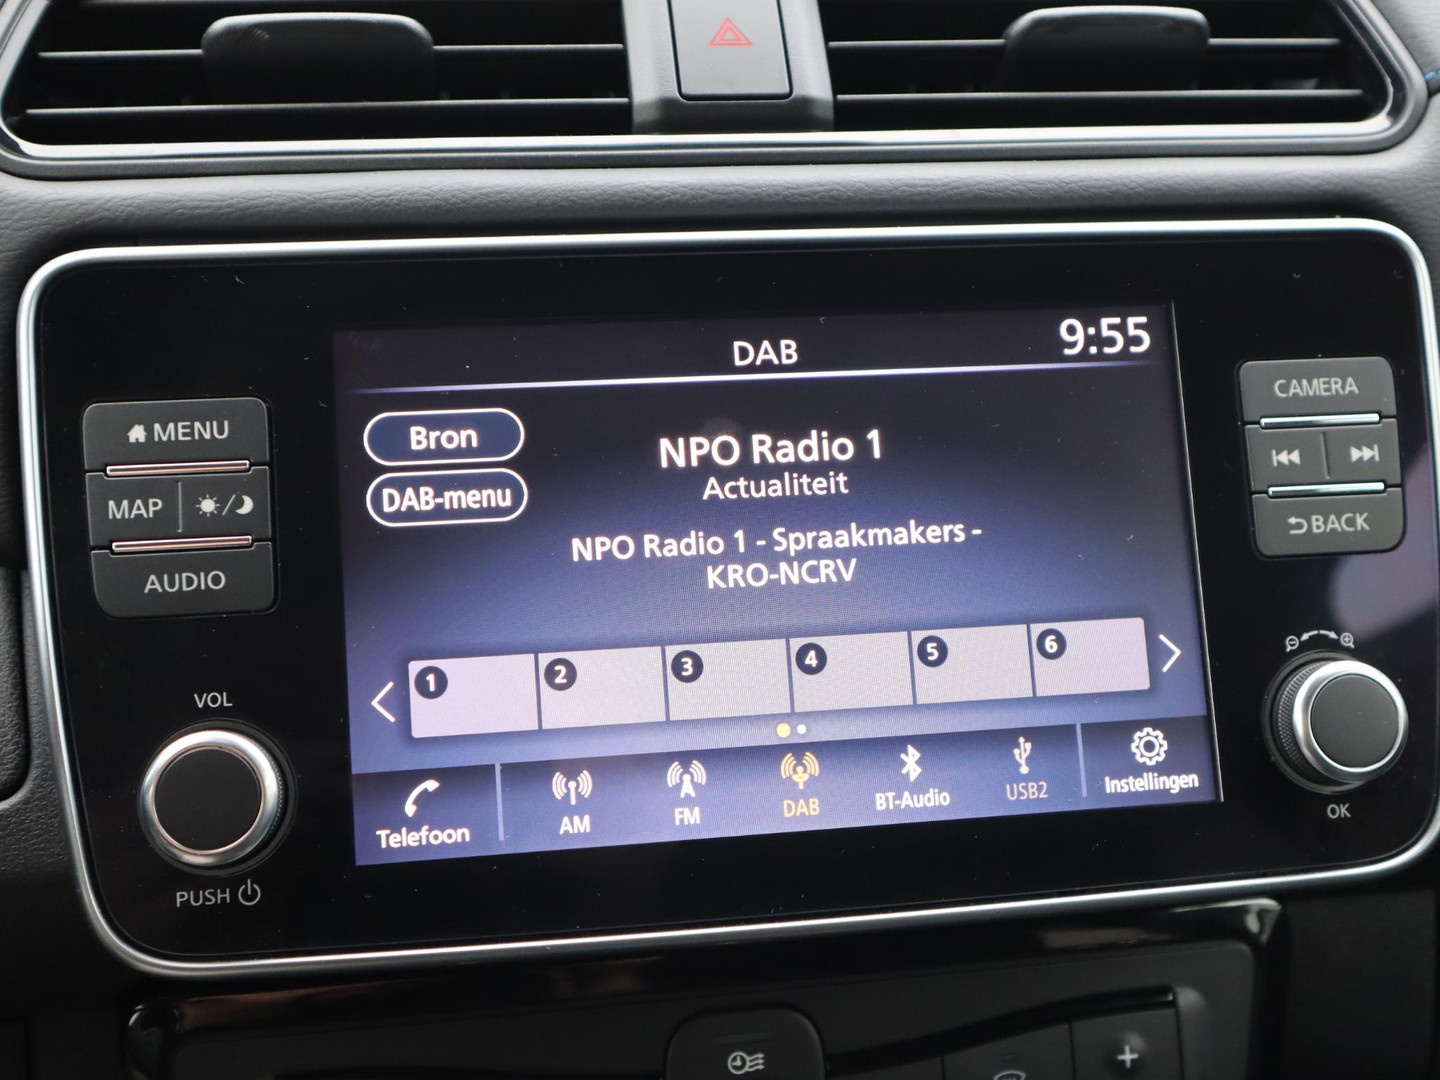 DAB
9:55
Bron
DAB-menu
NPO Radio 1
Actualiteit
NPO Radio 1 - Spraakmakers -
KRO-NCRV
1
2
3
4
5
6
Telefoon
AM
FM
DAB
BT-Audio
USB2
Instellingen
MENU
MAP
AUDIO
VOL
PUSH
CAMERA
BACK
OK
+